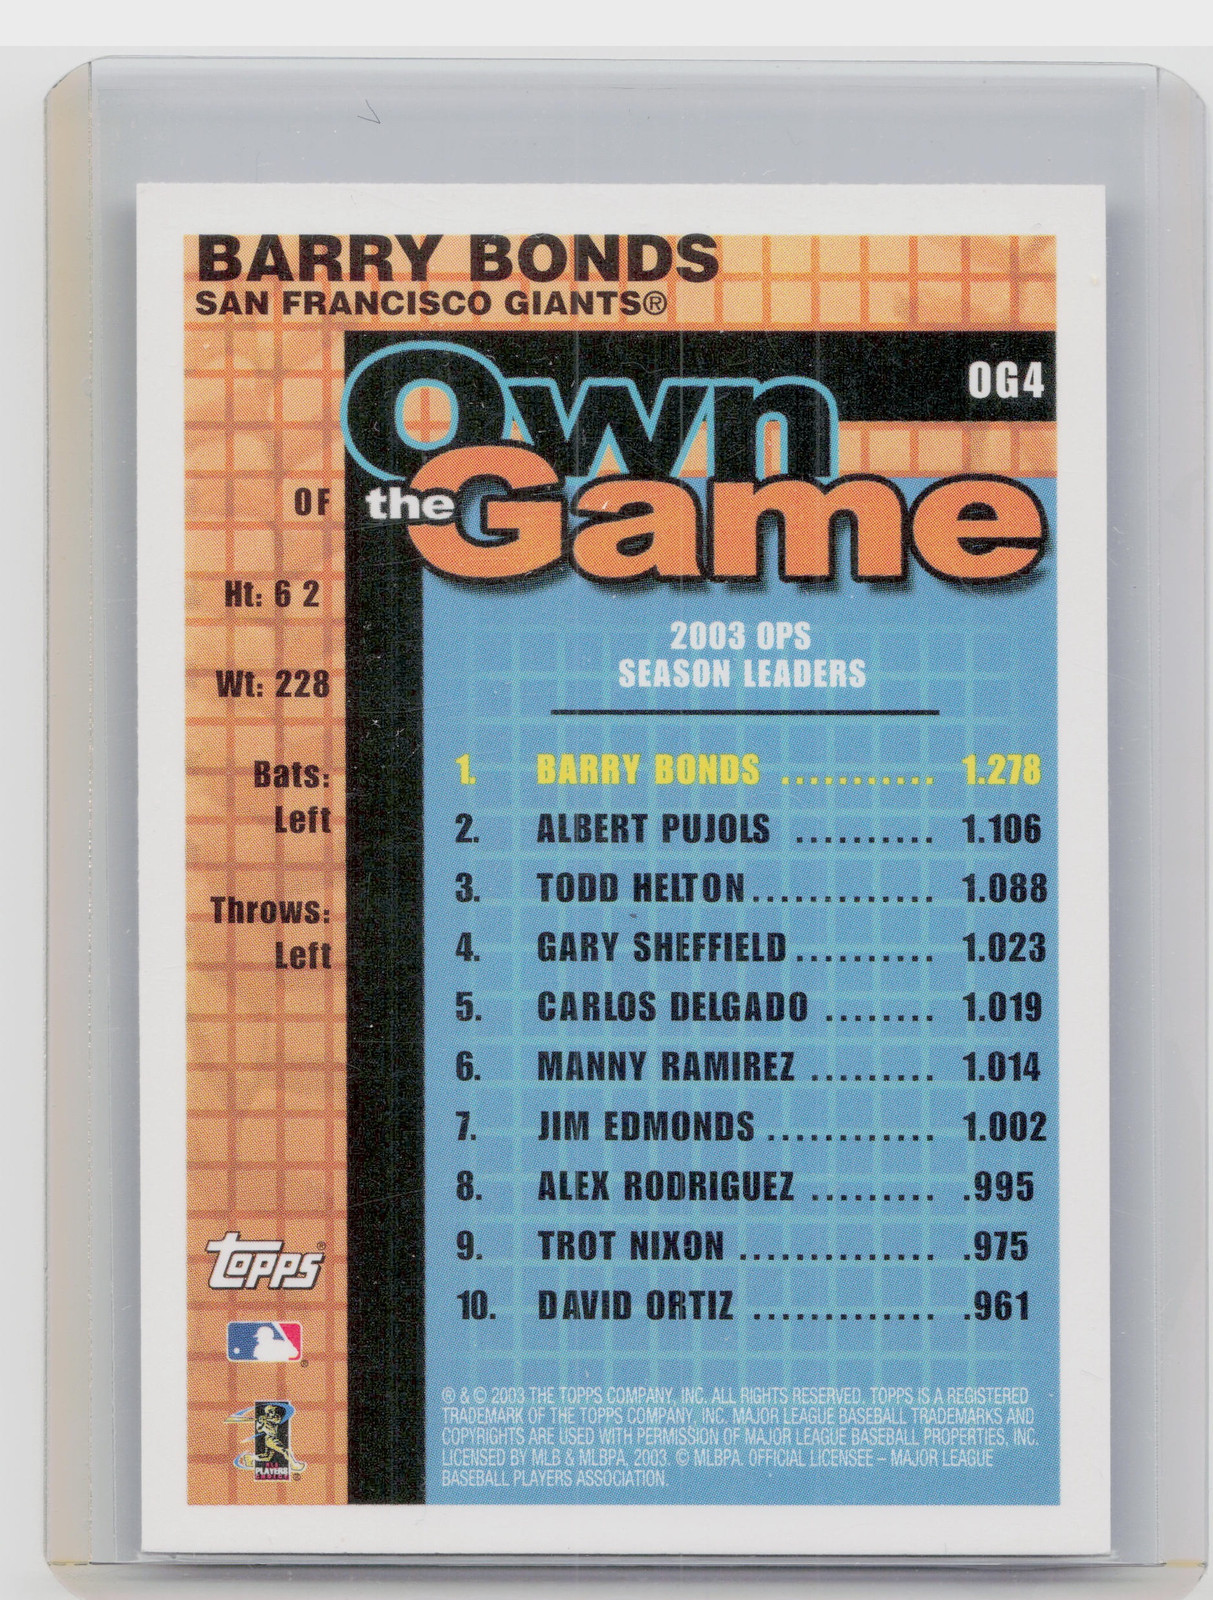 BARRY BONDS
SAN FRANCISCO GIANTS®
OG4
Own
the Game
OF
Ht: 6 2
Wt: 228
Bats:
Left
Throws:
Left
2003 OPS
SEASON LEADERS
1. BARRY BONDS ........... 1.278
2. ALBERT PUJOLS .......... 1.106
3. TODD HELTON............. 1.088
4. GARY SHEFFIELD.......... 1.023
5. CARLOS DELGADO ........ 1.019
6. MANNY RAMIREZ ......... 1.014
7. JIM EDMONDS ............ 1.002
8. ALEX RODRIGUEZ ......... .995
9. TROT NIXON .............. .975
10. DAVID ORTIZ ............. .961
Topps®
®
PLAYERS
®
® & © 2003 THE TOPPS COMPANY, INC. ALL RIGHTS RESERVED. TOPPS IS A REGISTERED
TRADEMARK OF THE TOPPS COMPANY, INC. MAJOR LEAGUE BASEBALL TRADEMARKS AND
COPYRIGHTS ARE USED WITH PERMISSION OF MAJOR LEAGUE BASEBALL PROPERTIES, INC.
LICENSED BY MLB & MLBPA, 2003. © MLBPA. OFFICIAL LICENSEE – MAJOR LEAGUE
BASEBALL PLAYERS ASSOCIATION.